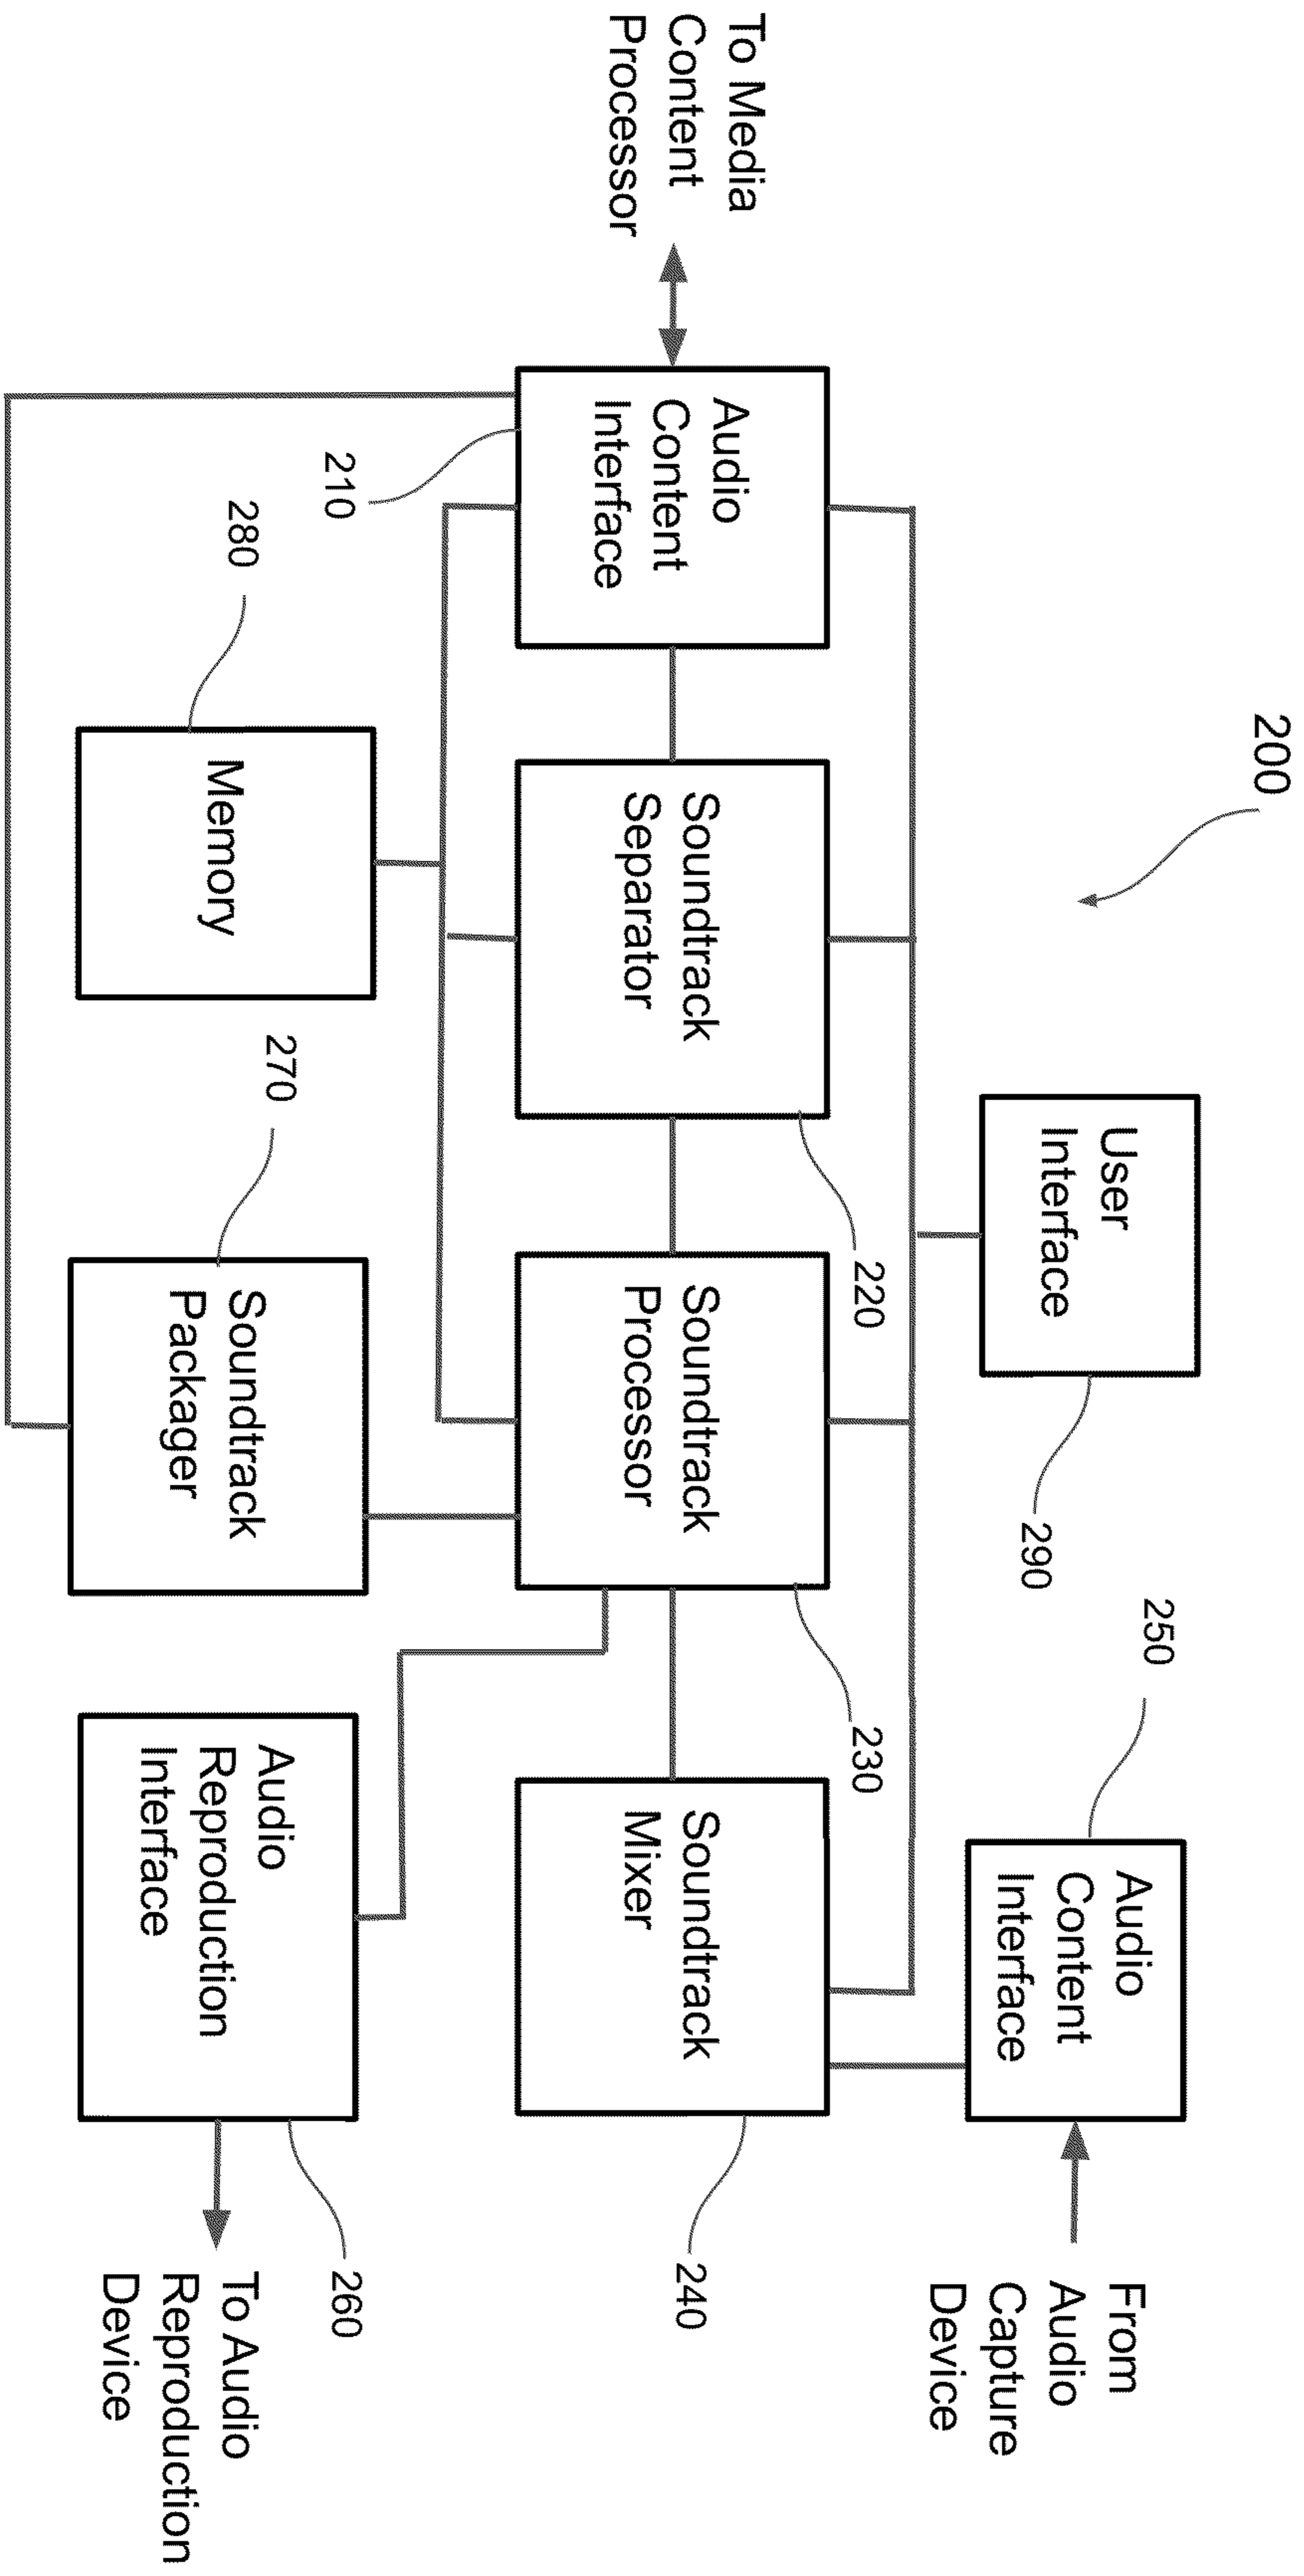 200
User
Interface
290
250
Audio
Content
Interface
From
Audio
Capture
Device
To Media
Content
Processor
Audio
Content
Interface
210
Soundtrack
Separator
220
Soundtrack
Processor
230
Soundtrack
Mixer
240
280
Memory
270
Soundtrack
Packager
Audio
Reproduction
Interface
260
To Audio
Reproduction
Device